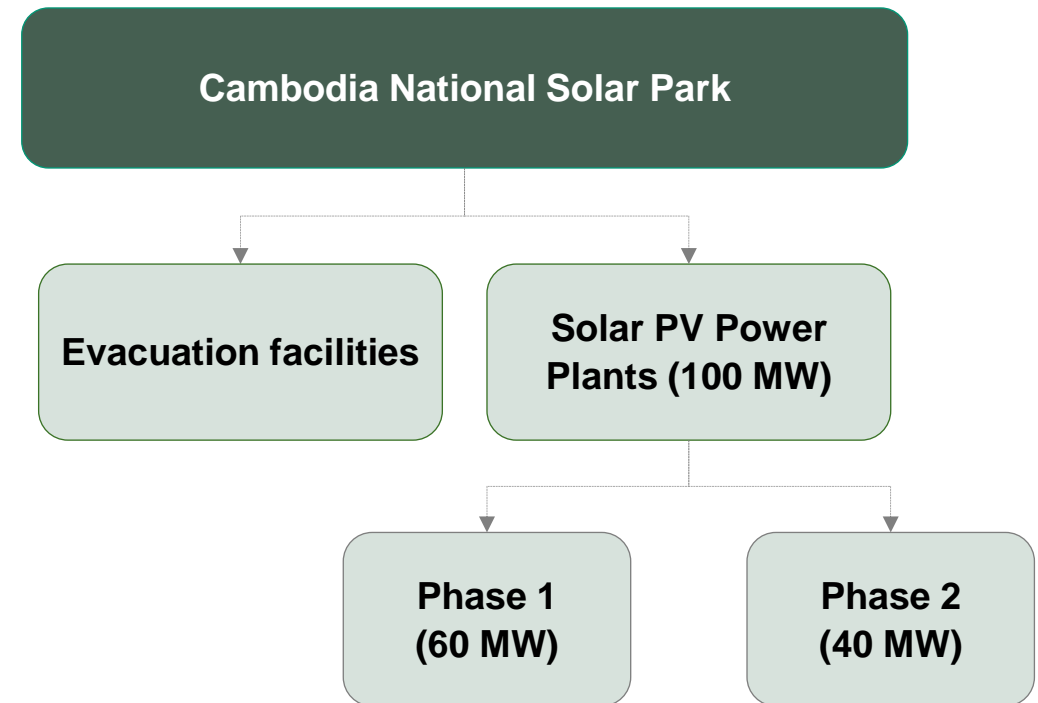 Cambodia National Solar Park
Evacuation facilities
Solar PV Power
Plants (100 MW)
Phase 1
(60 MW)
Phase 2
(40 MW)